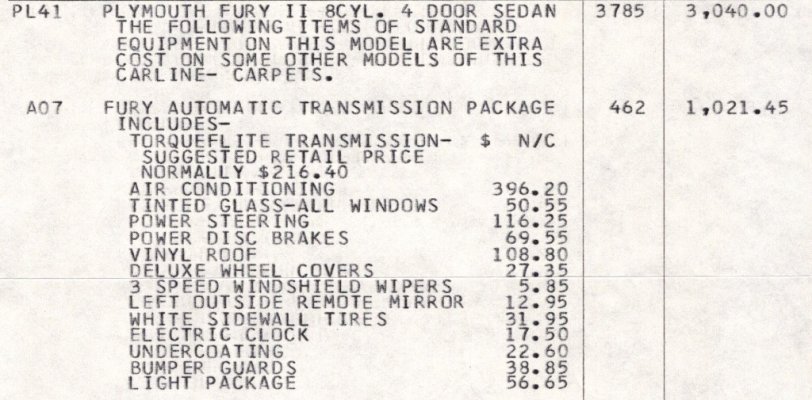 PL41 PLYMOUTH FURY II 8CYL. 4 DOOR SEDAN 3785 3,040.00
THE FOLLOWING ITEMS OF STANDARD
EQUIPMENT ON THIS MODEL ARE EXTRA
COST ON SOME OTHER MODELS OF THIS
CARLINE- CARPETS.
A07 FURY AUTOMATIC TRANSMISSION PACKAGE 462 1,021.45
INCLUDES-
TORQUEFLITE TRANSMISSION- $ N/C
SUGGESTED RETAIL PRICE
NORMALLY $216.40
AIR CONDITIONING 396.20
TINTED GLASS-ALL WINDOWS 50.55
POWER STEERING 116.25
POWER DISC BRAKES 69.55
VINYL ROOF 108.80
DELUXE WHEEL COVERS 27.35
3 SPEED WINDSHIELD WIPERS 5.85
LEFT OUTSIDE REMOTE MIRROR 12.95
WHITE SIDEWALL TIRES 31.95
ELECTRIC CLOCK 17.50
UNDERCOATING 22.60
BUMPER GUARDS 38.85
LIGHT PACKAGE 56.65